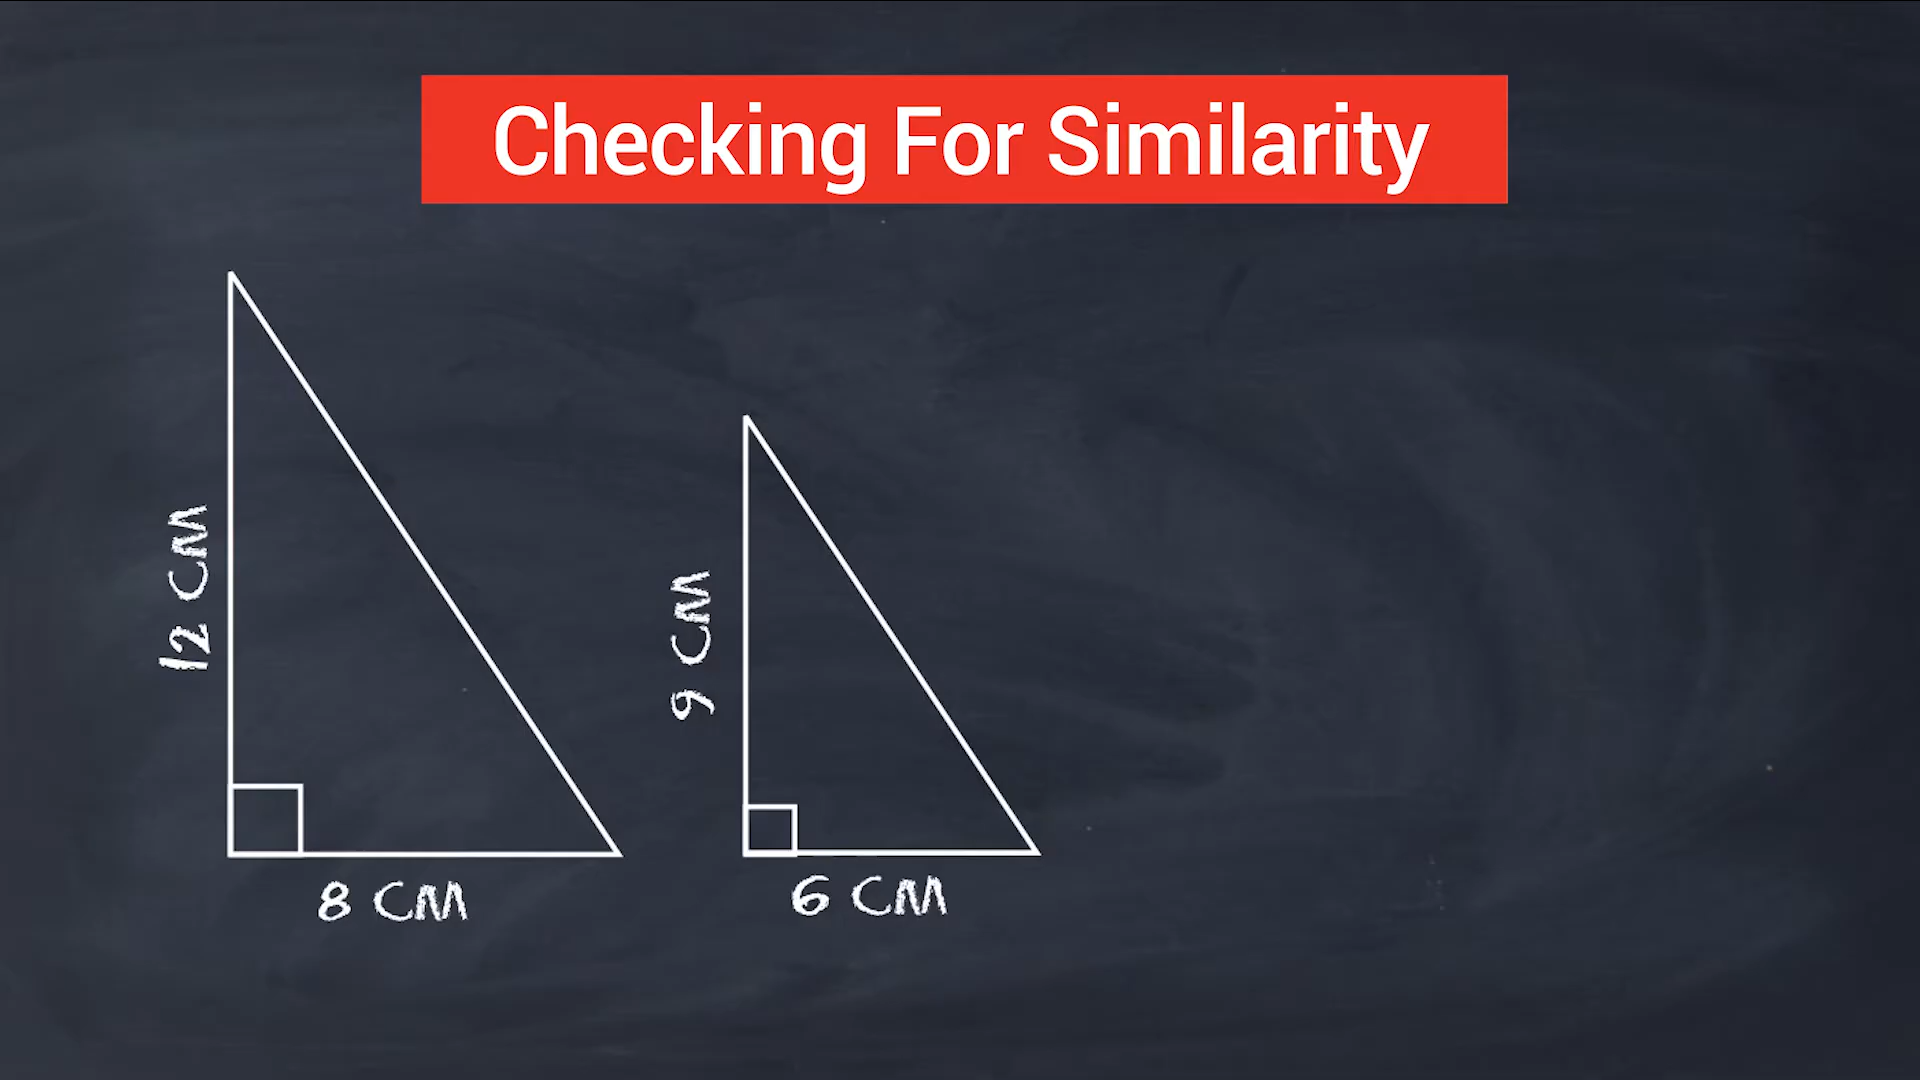 Checking For Similarity
12 CM
8 CM
9 CM
6 CM